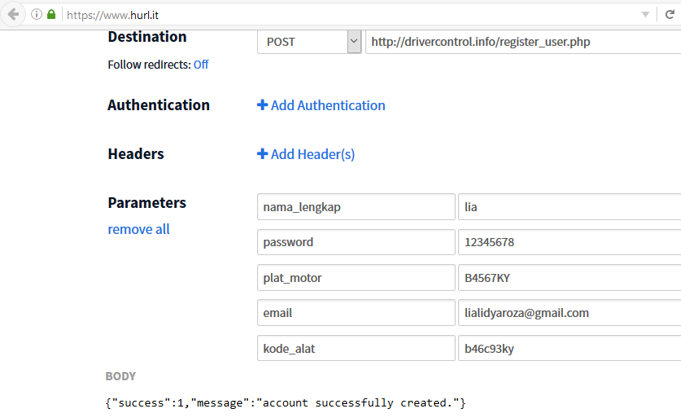 https://www.hurl.it
Destination POST http://drivercontrol.info/register_user.php
Follow redirects: Off
Authentication + Add Authentication
Headers + Add Header(s)
Parameters nama_lengkap lia
remove all
password 12345678
plat_motor B4567KY
email lialidyaroza@gmail.com
kode_alat b46c93ky
BODY
{"success":1,"message":"account successfully created."}